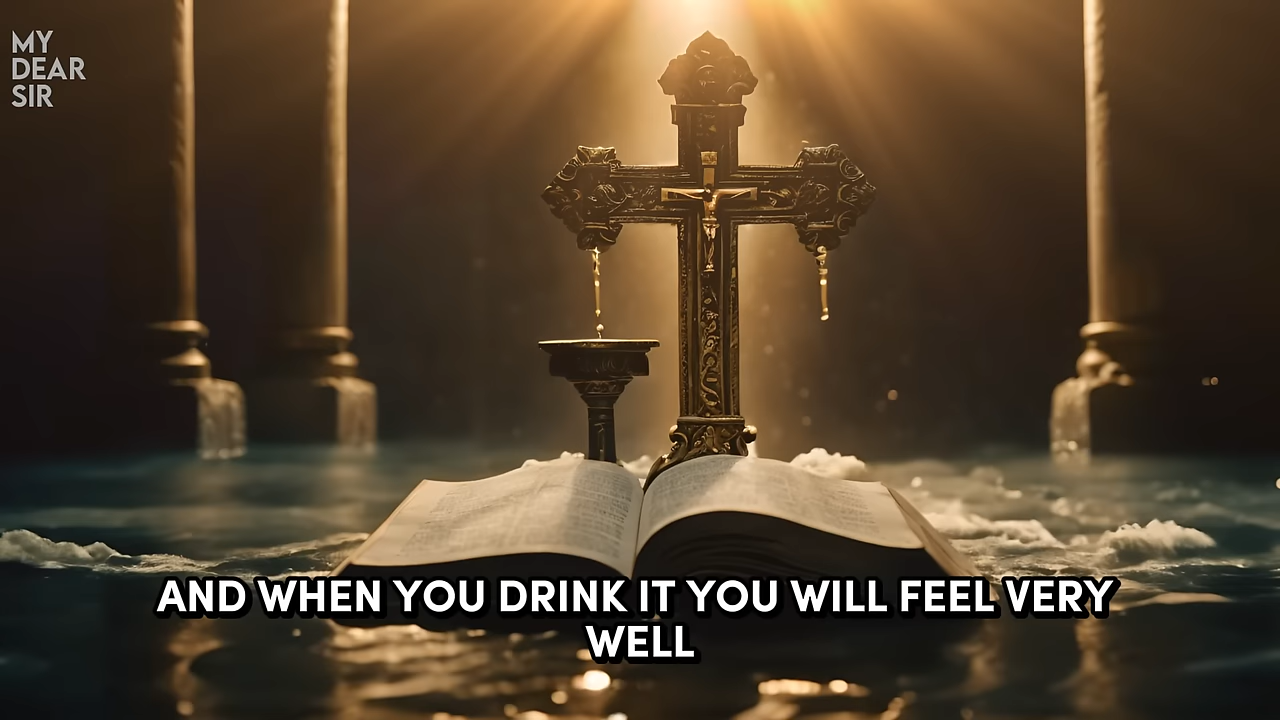 MY
DEAR
SIR
AND WHEN YOU DRINK IT YOU WILL FEEL VERY
WELL